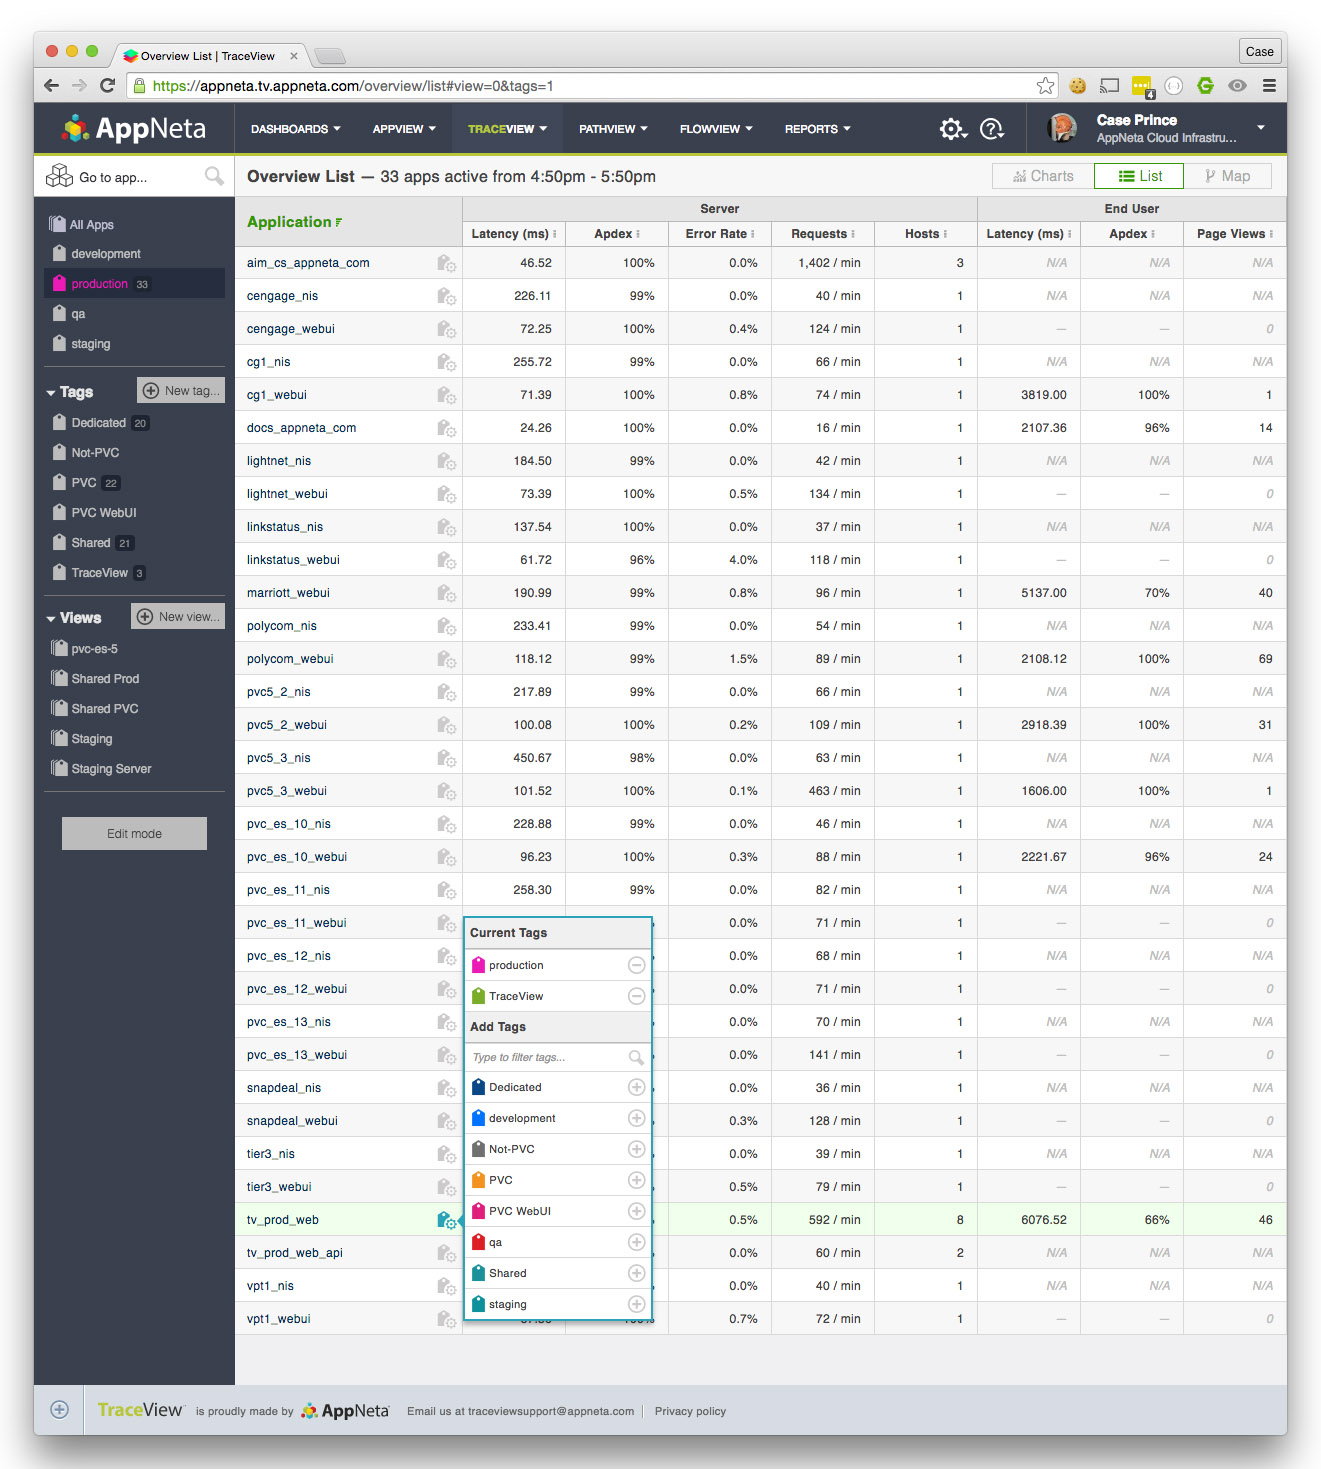 Overview List | TraceView
Case
https://appneta.tv.appneta.com/overview/list#view=0&tags=1
4
AppNeta
DASHBOARDS APPVIEW TRACEVIEW PATHVIEW FLOWVIEW REPORTS
Case Prince
AppNeta Cloud Infrastru...
Go to app...
Overview List — 33 apps active from 4:50pm - 5:50pm
Charts List Map
All Apps
development
production 33
qa
staging
Tags New tag...
Dedicated 20
Not-PVC
PVC 22
PVC WebUI
Shared 21
TraceView 3
Views New view...
pvc-es-5
Shared Prod
Shared PVC
Staging
Staging Server
Edit mode
Application Server End User
Latency (ms) Apdex Error Rate Requests Hosts Latency (ms) Apdex Page Views
aim_cs_appneta_com 46.52 100% 0.0% 1,402 / min 3 N/A N/A N/A
cengage_nis 226.11 99% 0.0% 40 / min 1 N/A N/A N/A
cengage_webui 72.25 100% 0.4% 124 / min 1 — — 0
cg1_nis 255.72 99% 0.0% 66 / min 1 N/A N/A N/A
cg1_webui 71.39 100% 0.8% 74 / min 1 3819.00 100% 1
docs_appneta_com 24.26 100% 0.0% 16 / min 1 2107.36 96% 14
lightnet_nis 184.50 99% 0.0% 42 / min 1 N/A N/A N/A
lightnet_webui 73.39 100% 0.5% 134 / min 1 — — 0
linkstatus_nis 137.54 100% 0.0% 37 / min 1 N/A N/A N/A
linkstatus_webui 61.72 96% 4.0% 118 / min 1 — — 0
marriott_webui 190.99 99% 0.8% 96 / min 1 5137.00 70% 40
polycom_nis 233.41 99% 0.0% 54 / min 1 N/A N/A N/A
polycom_webui 118.12 99% 1.5% 89 / min 1 2108.12 100% 69
pvc5_2_nis 217.89 99% 0.0% 66 / min 1 N/A N/A N/A
pvc5_2_webui 100.08 100% 0.2% 109 / min 1 2918.39 100% 31
pvc5_3_nis 450.67 98% 0.0% 63 / min 1 N/A N/A N/A
pvc5_3_webui 101.52 100% 0.1% 463 / min 1 1606.00 100% 1
pvc_es_10_nis 228.88 99% 0.0% 46 / min 1 N/A N/A N/A
pvc_es_10_webui 96.23 100% 0.3% 88 / min 1 2221.67 96% 24
pvc_es_11_nis 258.30 99% 0.0% 82 / min 1 N/A N/A N/A
pvc_es_11_webui 0.0% 71 / min 1 — — 0
pvc_es_12_nis 0.0% 68 / min 1 N/A N/A N/A
pvc_es_12_webui 0.0% 71 / min 1 — — 0
pvc_es_13_nis 0.0% 70 / min 1 N/A N/A N/A
pvc_es_13_webui 0.0% 141 / min 1 — — 0
snapdeal_nis 0.0% 36 / min 1 N/A N/A N/A
snapdeal_webui 0.3% 128 / min 1 — — 0
tier3_nis 0.0% 39 / min 1 N/A N/A N/A
tier3_webui 0.5% 79 / min 1 — — 0
tv_prod_web 0.5% 592 / min 8 6076.52 66% 46
tv_prod_web_api 0.0% 60 / min 2 N/A N/A N/A
vpt1_nis 0.0% 40 / min 1 N/A N/A N/A
vpt1_webui 0.7% 72 / min 1 — — 0
Current Tags
production
TraceView
Add Tags
Type to filter tags...
Dedicated
development
Not-PVC
PVC
PVC WebUI
qa
Shared
staging
TraceView is proudly made by AppNeta Email us at traceviewsupport@appneta.com Privacy policy